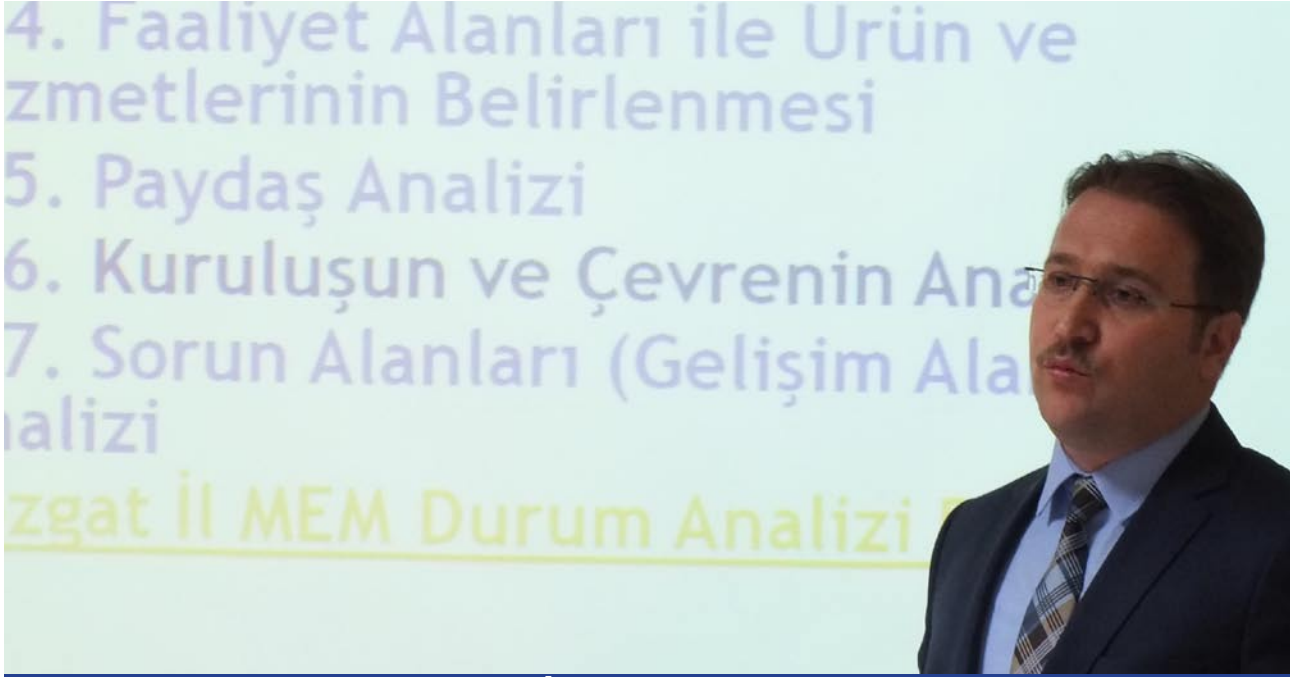 4. Faaliyet Alanları ile Ürün ve
zmetlerinin Belirlenmesi
5. Paydaş Analizi
6. Kuruluşun ve Çevrenin Ana
7. Sorun Alanları (Gelişim Ala
nalizi
zgat İl MEM Durum Analizi